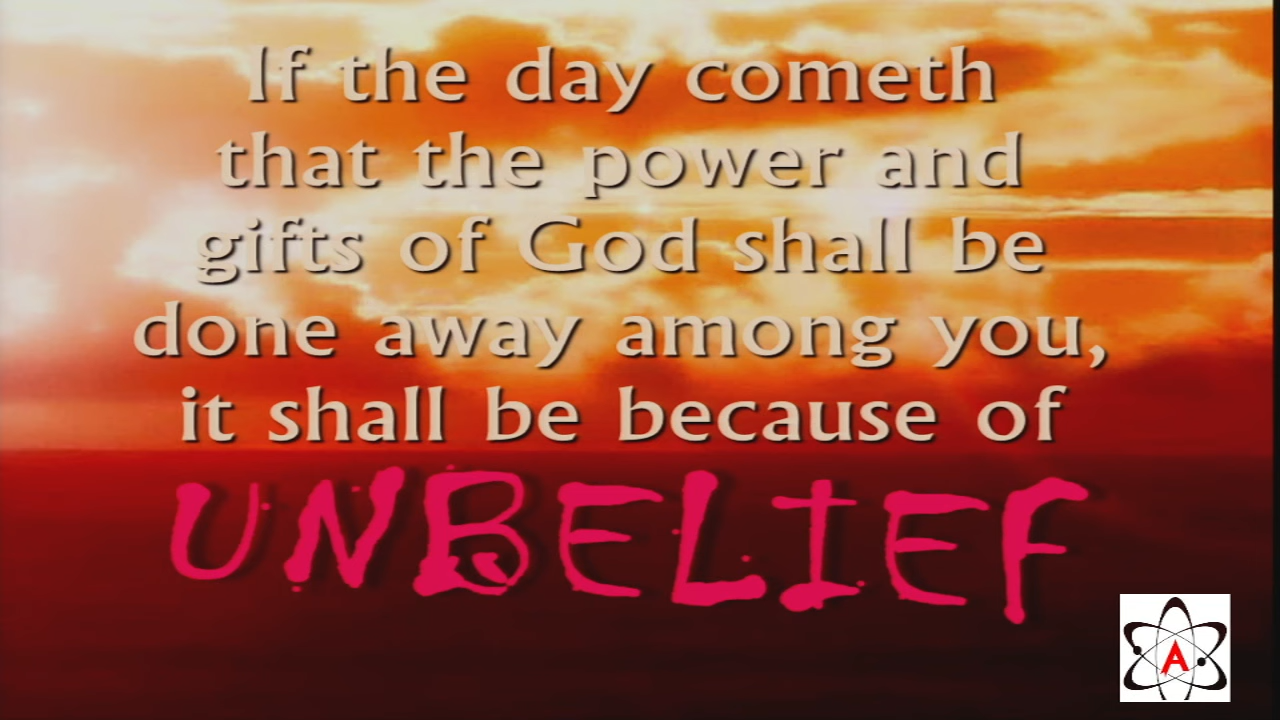 If the day cometh
that the power and
gifts of God shall be
done away among you,
it shall be because of
UNBELIEF
A